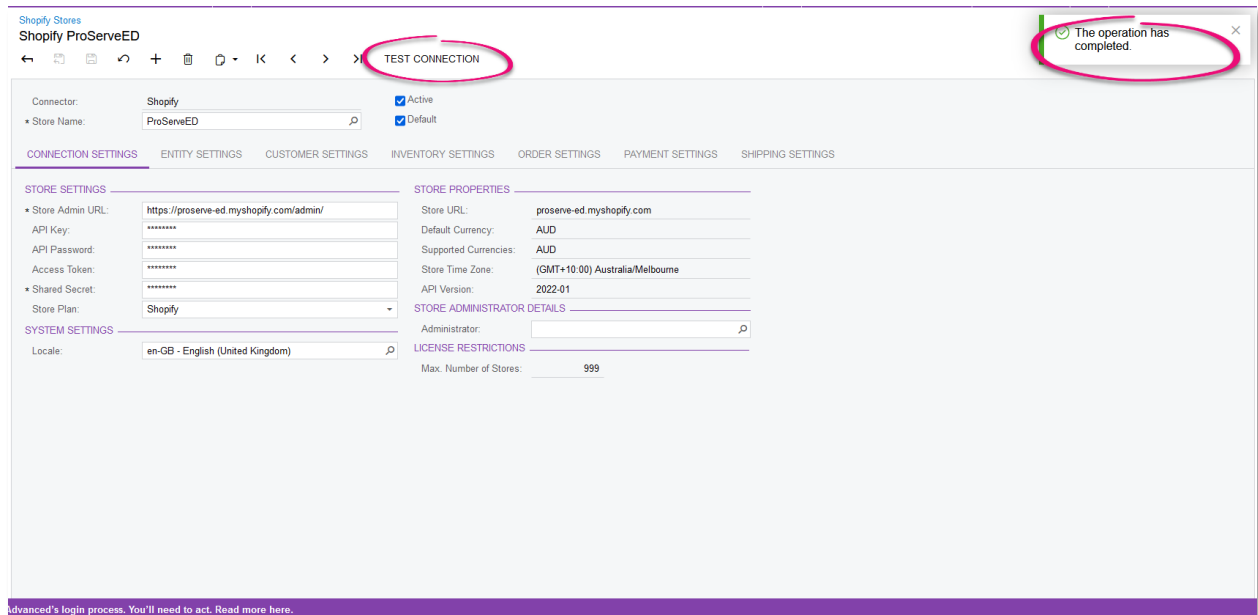 Shopify Stores
Shopify ProServeED
TEST CONNECTION
The operation has
completed.
Connector: Shopify
* Store Name: ProServeED
Active
Default
CONNECTION SETTINGS ENTITY SETTINGS CUSTOMER SETTINGS INVENTORY SETTINGS ORDER SETTINGS PAYMENT SETTINGS SHIPPING SETTINGS
STORE SETTINGS
* Store Admin URL: https://proserve-ed.myshopify.com/admin/
API Key: ********
API Password: ********
Access Token: ********
* Shared Secret: ********
Store Plan: Shopify
SYSTEM SETTINGS
Locale: en-GB - English (United Kingdom)
STORE PROPERTIES
Store URL: proserve-ed.myshopify.com
Default Currency: AUD
Supported Currencies: AUD
Store Time Zone: (GMT+10:00) Australia/Melbourne
API Version: 2022-01
STORE ADMINISTRATOR DETAILS
Administrator:
LICENSE RESTRICTIONS
Max. Number of Stores: 999
Advanced's login process. You'll need to act. Read more here.